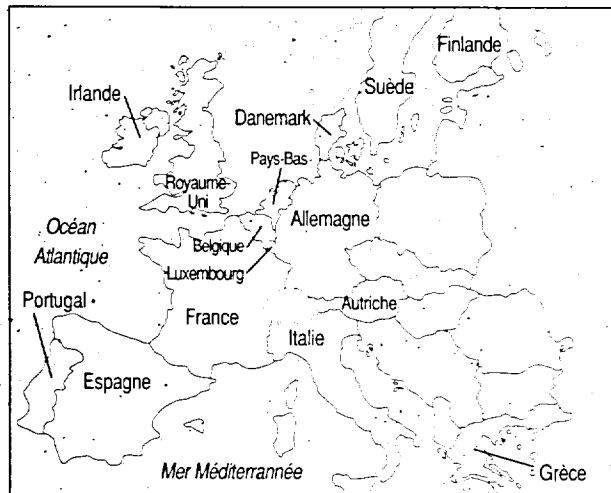 Finlande
Suède
Irlande
Danemark
Pays-Bas
Royaume-
Uni
Allemagne
Océan
Atlantique
Belgique
Luxembourg
Portugal
Autriche
France
Italie
Espagne
Mer Méditerrannée
Grèce